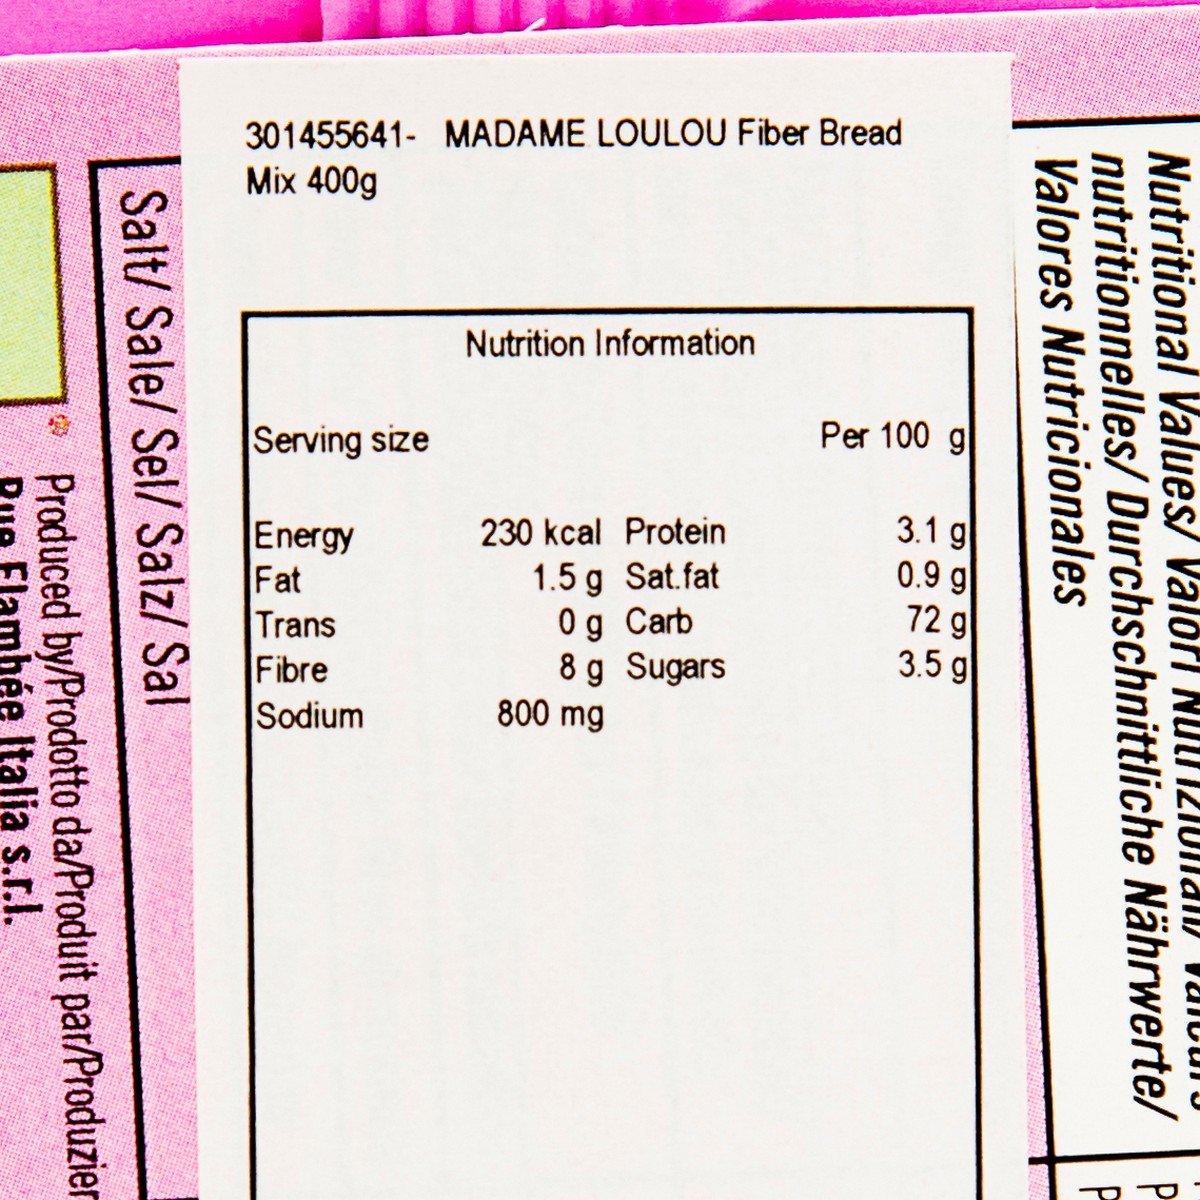 301455641- MADAME LOULOU Fiber Bread
Mix 400g
Nutrition Information
Serving size Per 100 g
Energy 230 kcal Protein 3.1 g
Fat 1.5 g Sat.fat 0.9 g
Trans 0 g Carb 72 g
Fibre 8 g Sugars 3.5 g
Sodium 800 mg
Salt/ Sale/ Sel/ Salz/ Sal
Produced by/Prodotto da/Produit par/Produzier
Rue Flambée Italia s.r.l.
Nutritional Values/ Valori Nutrizionali/ Valeurs
nutritionnelles/ Durchschnittliche Nährwerte/
Valores Nutricionales